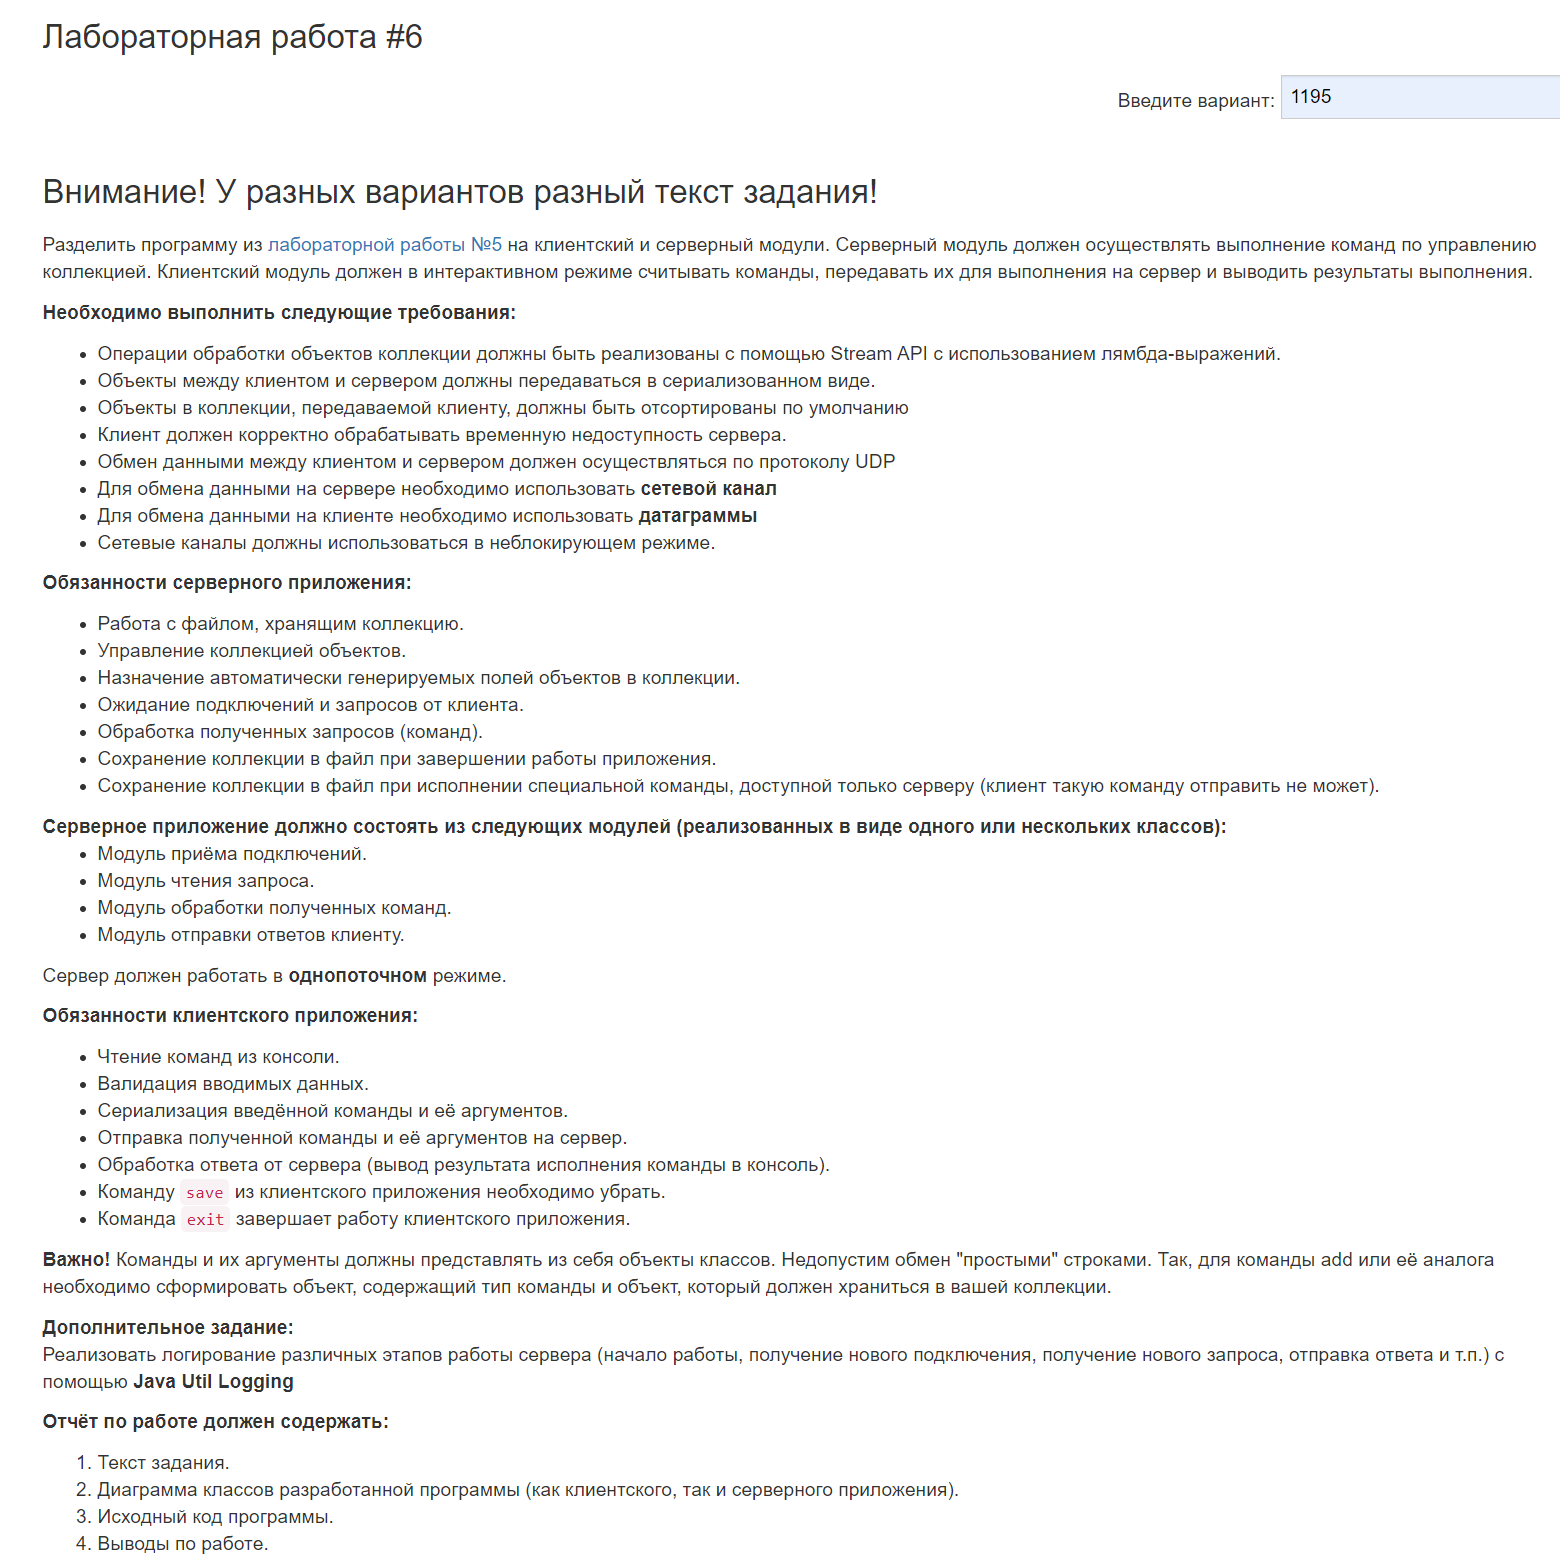 Лабораторная работа #6
Введите вариант: 1195
Внимание! У разных вариантов разный текст задания!
Разделить программу из лабораторной работы №5 на клиентский и серверный модули. Серверный модуль должен осуществлять выполнение команд по управлению
коллекцией. Клиентский модуль должен в интерактивном режиме считывать команды, передавать их для выполнения на сервер и выводить результаты выполнения.
Необходимо выполнить следующие требования:
• Операции обработки объектов коллекции должны быть реализованы с помощью Stream API с использованием лямбда-выражений.
• Объекты между клиентом и сервером должны передаваться в сериализованном виде.
• Объекты в коллекции, передаваемой клиенту, должны быть отсортированы по умолчанию
• Клиент должен корректно обрабатывать временную недоступность сервера.
• Обмен данными между клиентом и сервером должен осуществляться по протоколу UDP
• Для обмена данными на сервере необходимо использовать сетевой канал
• Для обмена данными на клиенте необходимо использовать датаграммы
• Сетевые каналы должны использоваться в неблокирующем режиме.
Обязанности серверного приложения:
• Работа с файлом, хранящим коллекцию.
• Управление коллекцией объектов.
• Назначение автоматически генерируемых полей объектов в коллекции.
• Ожидание подключений и запросов от клиента.
• Обработка полученных запросов (команд).
• Сохранение коллекции в файл при завершении работы приложения.
• Сохранение коллекции в файл при исполнении специальной команды, доступной только серверу (клиент такую команду отправить не может).
Серверное приложение должно состоять из следующих модулей (реализованных в виде одного или нескольких классов):
• Модуль приёма подключений.
• Модуль чтения запроса.
• Модуль обработки полученных команд.
• Модуль отправки ответов клиенту.
Сервер должен работать в однопоточном режиме.
Обязанности клиентского приложения:
• Чтение команд из консоли.
• Валидация вводимых данных.
• Сериализация введённой команды и её аргументов.
• Отправка полученной команды и её аргументов на сервер.
• Обработка ответа от сервера (вывод результата исполнения команды в консоль).
• Команду save из клиентского приложения необходимо убрать.
• Команда exit завершает работу клиентского приложения.
Важно! Команды и их аргументы должны представлять из себя объекты классов. Недопустим обмен "простыми" строками. Так, для команды add или её аналога
необходимо сформировать объект, содержащий тип команды и объект, который должен храниться в вашей коллекции.
Дополнительное задание:
Реализовать логирование различных этапов работы сервера (начало работы, получение нового подключения, получение нового запроса, отправка ответа и т.п.) с
помощью Java Util Logging
Отчёт по работе должен содержать:
1. Текст задания.
2. Диаграмма классов разработанной программы (как клиентского, так и серверного приложения).
3. Исходный код программы.
4. Выводы по работе.